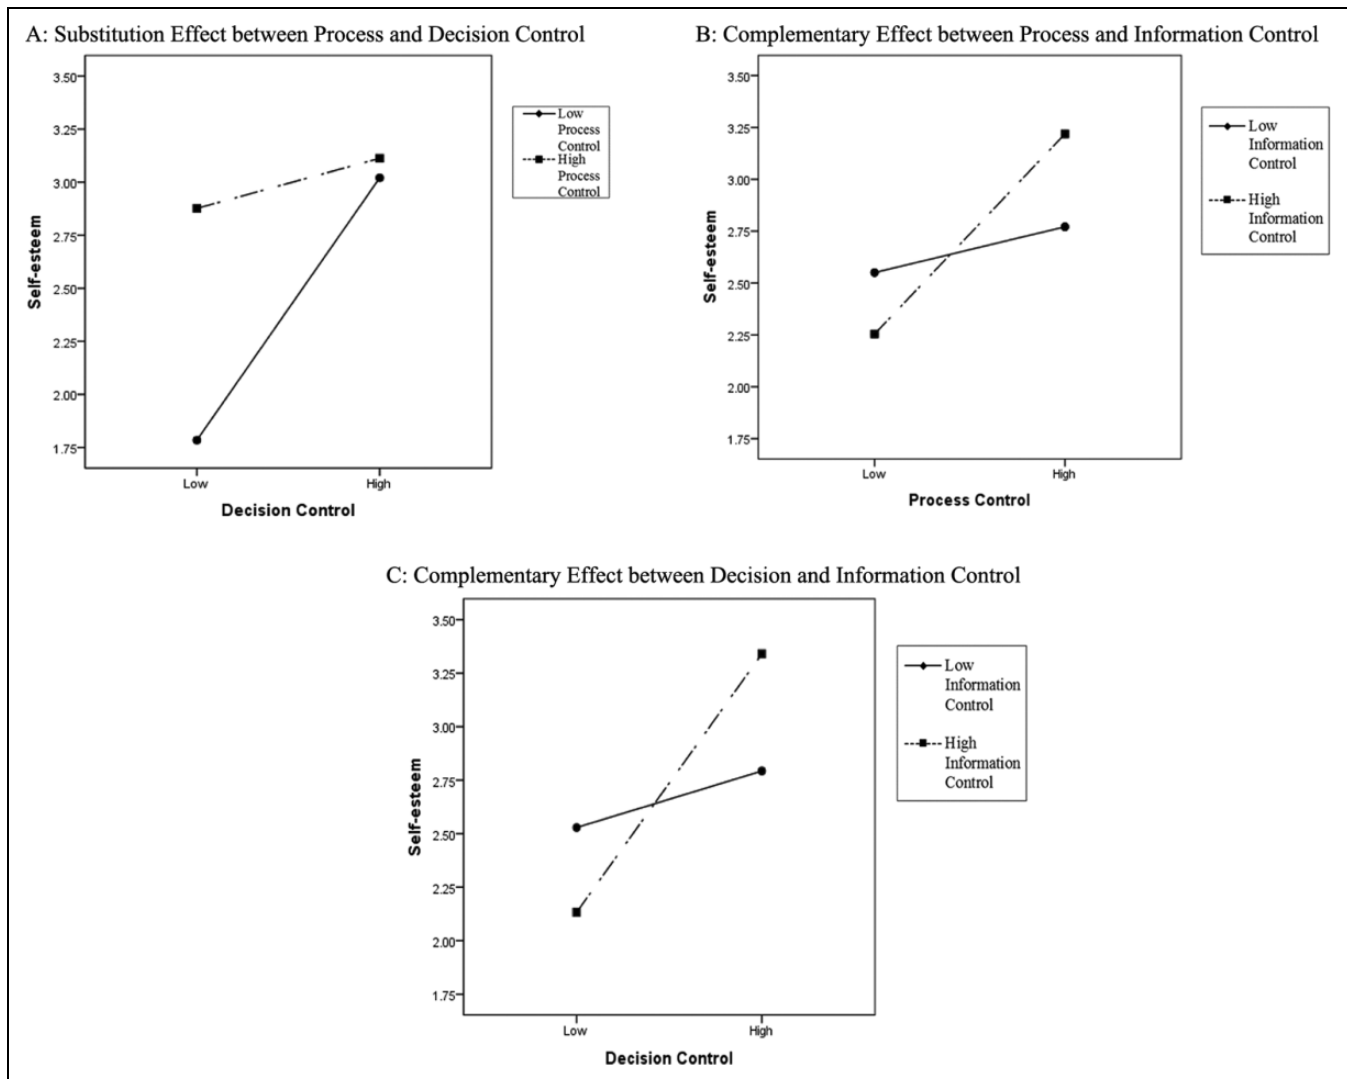 A: Substitution Effect between Process and Decision Control
3.50
3.25
3.00
2.75
2.50
2.25
2.00
1.75
Self-esteem
Low
High
Decision Control
Low
Process
Control
High
Process
Control
B: Complementary Effect between Process and Information Control
3.50
3.25
3.00
2.75
2.50
2.25
2.00
1.75
Self-esteem
Low
High
Process Control
Low
Information
Control
High
Information
Control
C: Complementary Effect between Decision and Information Control
3.50
3.25
3.00
2.75
2.50
2.25
2.00
1.75
Self-esteem
Low
High
Decision Control
Low
Information
Control
High
Information
Control